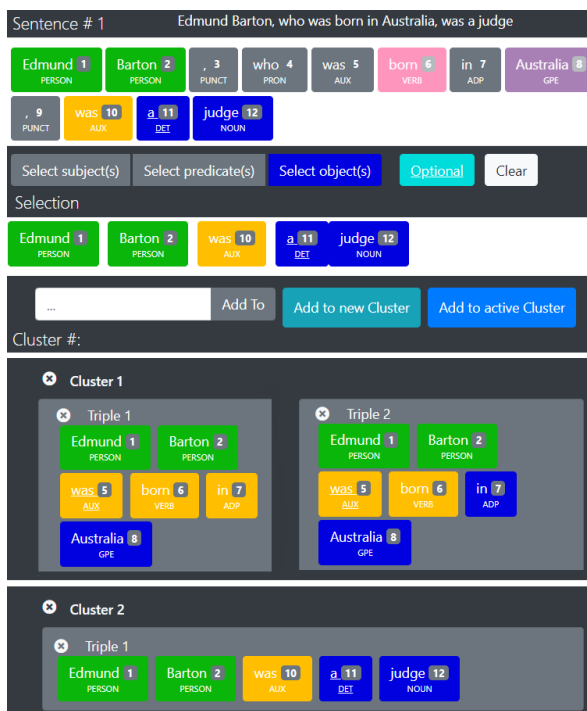 Sentence # 1 Edmund Barton, who was born in Australia, was a judge
Edmund 1 Barton 2 , 3 who 4 was 5 born 6 in 7 Australia 8
PERSON PERSON PUNCT PRON AUX VERB ADP GPE
, 9 was 10 a 11 judge 12
PUNCT AUX DET NOUN
Select subject(s) Select predicate(s) Select object(s) Optional Clear
Selection
Edmund 1 Barton 2 was 10 a 11 judge 12
PERSON PERSON AUX DET NOUN
... Add To Add to new Cluster Add to active Cluster
Cluster #:
Cluster 1
Triple 1 Triple 2
Edmund 1 Barton 2 Edmund 1 Barton 2
PERSON PERSON PERSON PERSON
was 5 born 6 in 7 was 5 born 6 in 7
AUX VERB ADP AUX VERB ADP
Australia 8 Australia 8
GPE GPE
Cluster 2
Triple 1
Edmund 1 Barton 2 was 10 a 11 judge 12
PERSON PERSON AUX DET NOUN